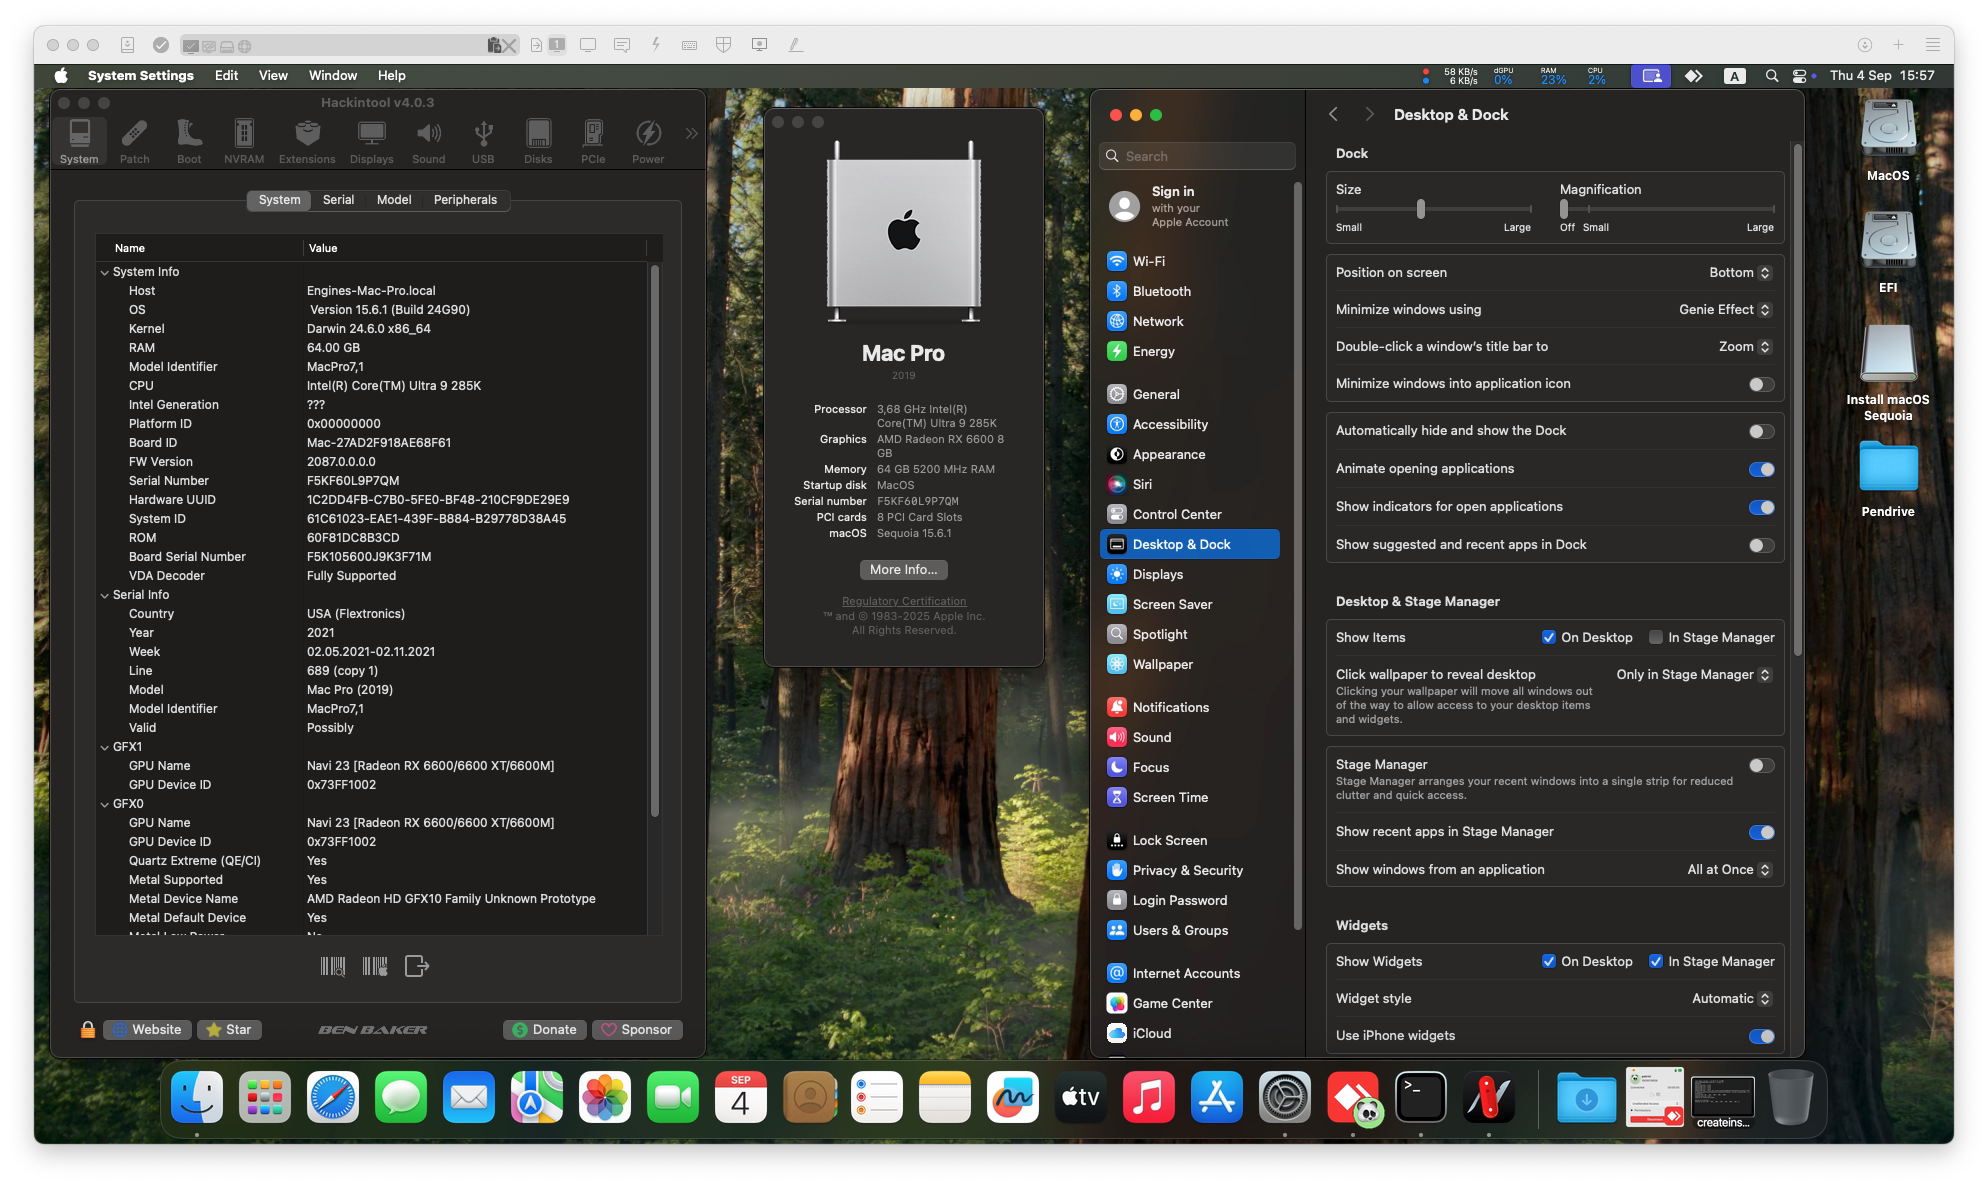 1
System Settings Edit View Window Help
58 KB/s
6 KB/s
dGPU
0%
RAM
23%
CPU
2%
A
Thu 4 Sep 15:57
Hackintool v4.0.3
System Patch Boot NVRAM Extensions Displays Sound USB Disks PCIe Power
System Serial Model Peripherals
Name Value
System Info
Host Engines-Mac-Pro.local
OS Version 15.6.1 (Build 24G90)
Kernel Darwin 24.6.0 x86_64
RAM 64.00 GB
Model Identifier MacPro7,1
CPU Intel(R) Core(TM) Ultra 9 285K
Intel Generation ???
Platform ID 0x00000000
Board ID Mac-27AD2F918AE68F61
FW Version 2087.0.0.0.0
Serial Number F5KF60L9P7QM
Hardware UUID 1C2DD4FB-C7B0-5FE0-BF48-210CF9DE29E9
System ID 61C61023-EAE1-439F-B884-B29778D38A45
ROM 60F81DC8B3CD
Board Serial Number F5K105600J9K3F71M
VDA Decoder Fully Supported
Serial Info
Country USA (Flextronics)
Year 2021
Week 02.05.2021-02.11.2021
Line 689 (copy 1)
Model Mac Pro (2019)
Model Identifier MacPro7,1
Valid Possibly
GFX1
GPU Name Navi 23 [Radeon RX 6600/6600 XT/6600M]
GPU Device ID 0x73FF1002
GFX0
GPU Name Navi 23 [Radeon RX 6600/6600 XT/6600M]
GPU Device ID 0x73FF1002
Quartz Extreme (QE/CI) Yes
Metal Supported Yes
Metal Device Name AMD Radeon HD GFX10 Family Unknown Prototype
Metal Default Device Yes
Metal Low Power No
Website Star BEN BAKER Donate Sponsor
Mac Pro
2019
Processor 3,68 GHz Intel(R)
Core(TM) Ultra 9 285K
Graphics AMD Radeon RX 6600 8
GB
Memory 64 GB 5200 MHz RAM
Startup disk MacOS
Serial number F5KF60L9P7QM
PCI cards 8 PCI Card Slots
macOS Sequoia 15.6.1
More Info...
Regulatory Certification
™ and © 1983-2025 Apple Inc.
All Rights Reserved.
Search
Sign in
with your
Apple Account
Wi-Fi
Bluetooth
Network
Energy
General
Accessibility
Appearance
Siri
Control Center
Desktop & Dock
Displays
Screen Saver
Spotlight
Wallpaper
Notifications
Sound
Focus
Screen Time
Lock Screen
Privacy & Security
Login Password
Users & Groups
Internet Accounts
Game Center
iCloud
Desktop & Dock
Dock
Size Magnification
Small Large Off Small Large
Position on screen Bottom
Minimize windows using Genie Effect
Double-click a window's title bar to Zoom
Minimize windows into application icon
Automatically hide and show the Dock
Animate opening applications
Show indicators for open applications
Show suggested and recent apps in Dock
Desktop & Stage Manager
Show Items On Desktop In Stage Manager
Click wallpaper to reveal desktop Only in Stage Manager
Clicking your wallpaper will move all windows out
of the way to allow access to your desktop items
and widgets.
Stage Manager
Stage Manager arranges your recent windows into a single strip for reduced
clutter and quick access.
Show recent apps in Stage Manager
Show windows from an application All at Once
Widgets
Show Widgets On Desktop In Stage Manager
Widget style Automatic
Use iPhone widgets
MacOS
EFI
Install macOS
Sequoia
Pendrive
SEP
4
tv
>_
createins...